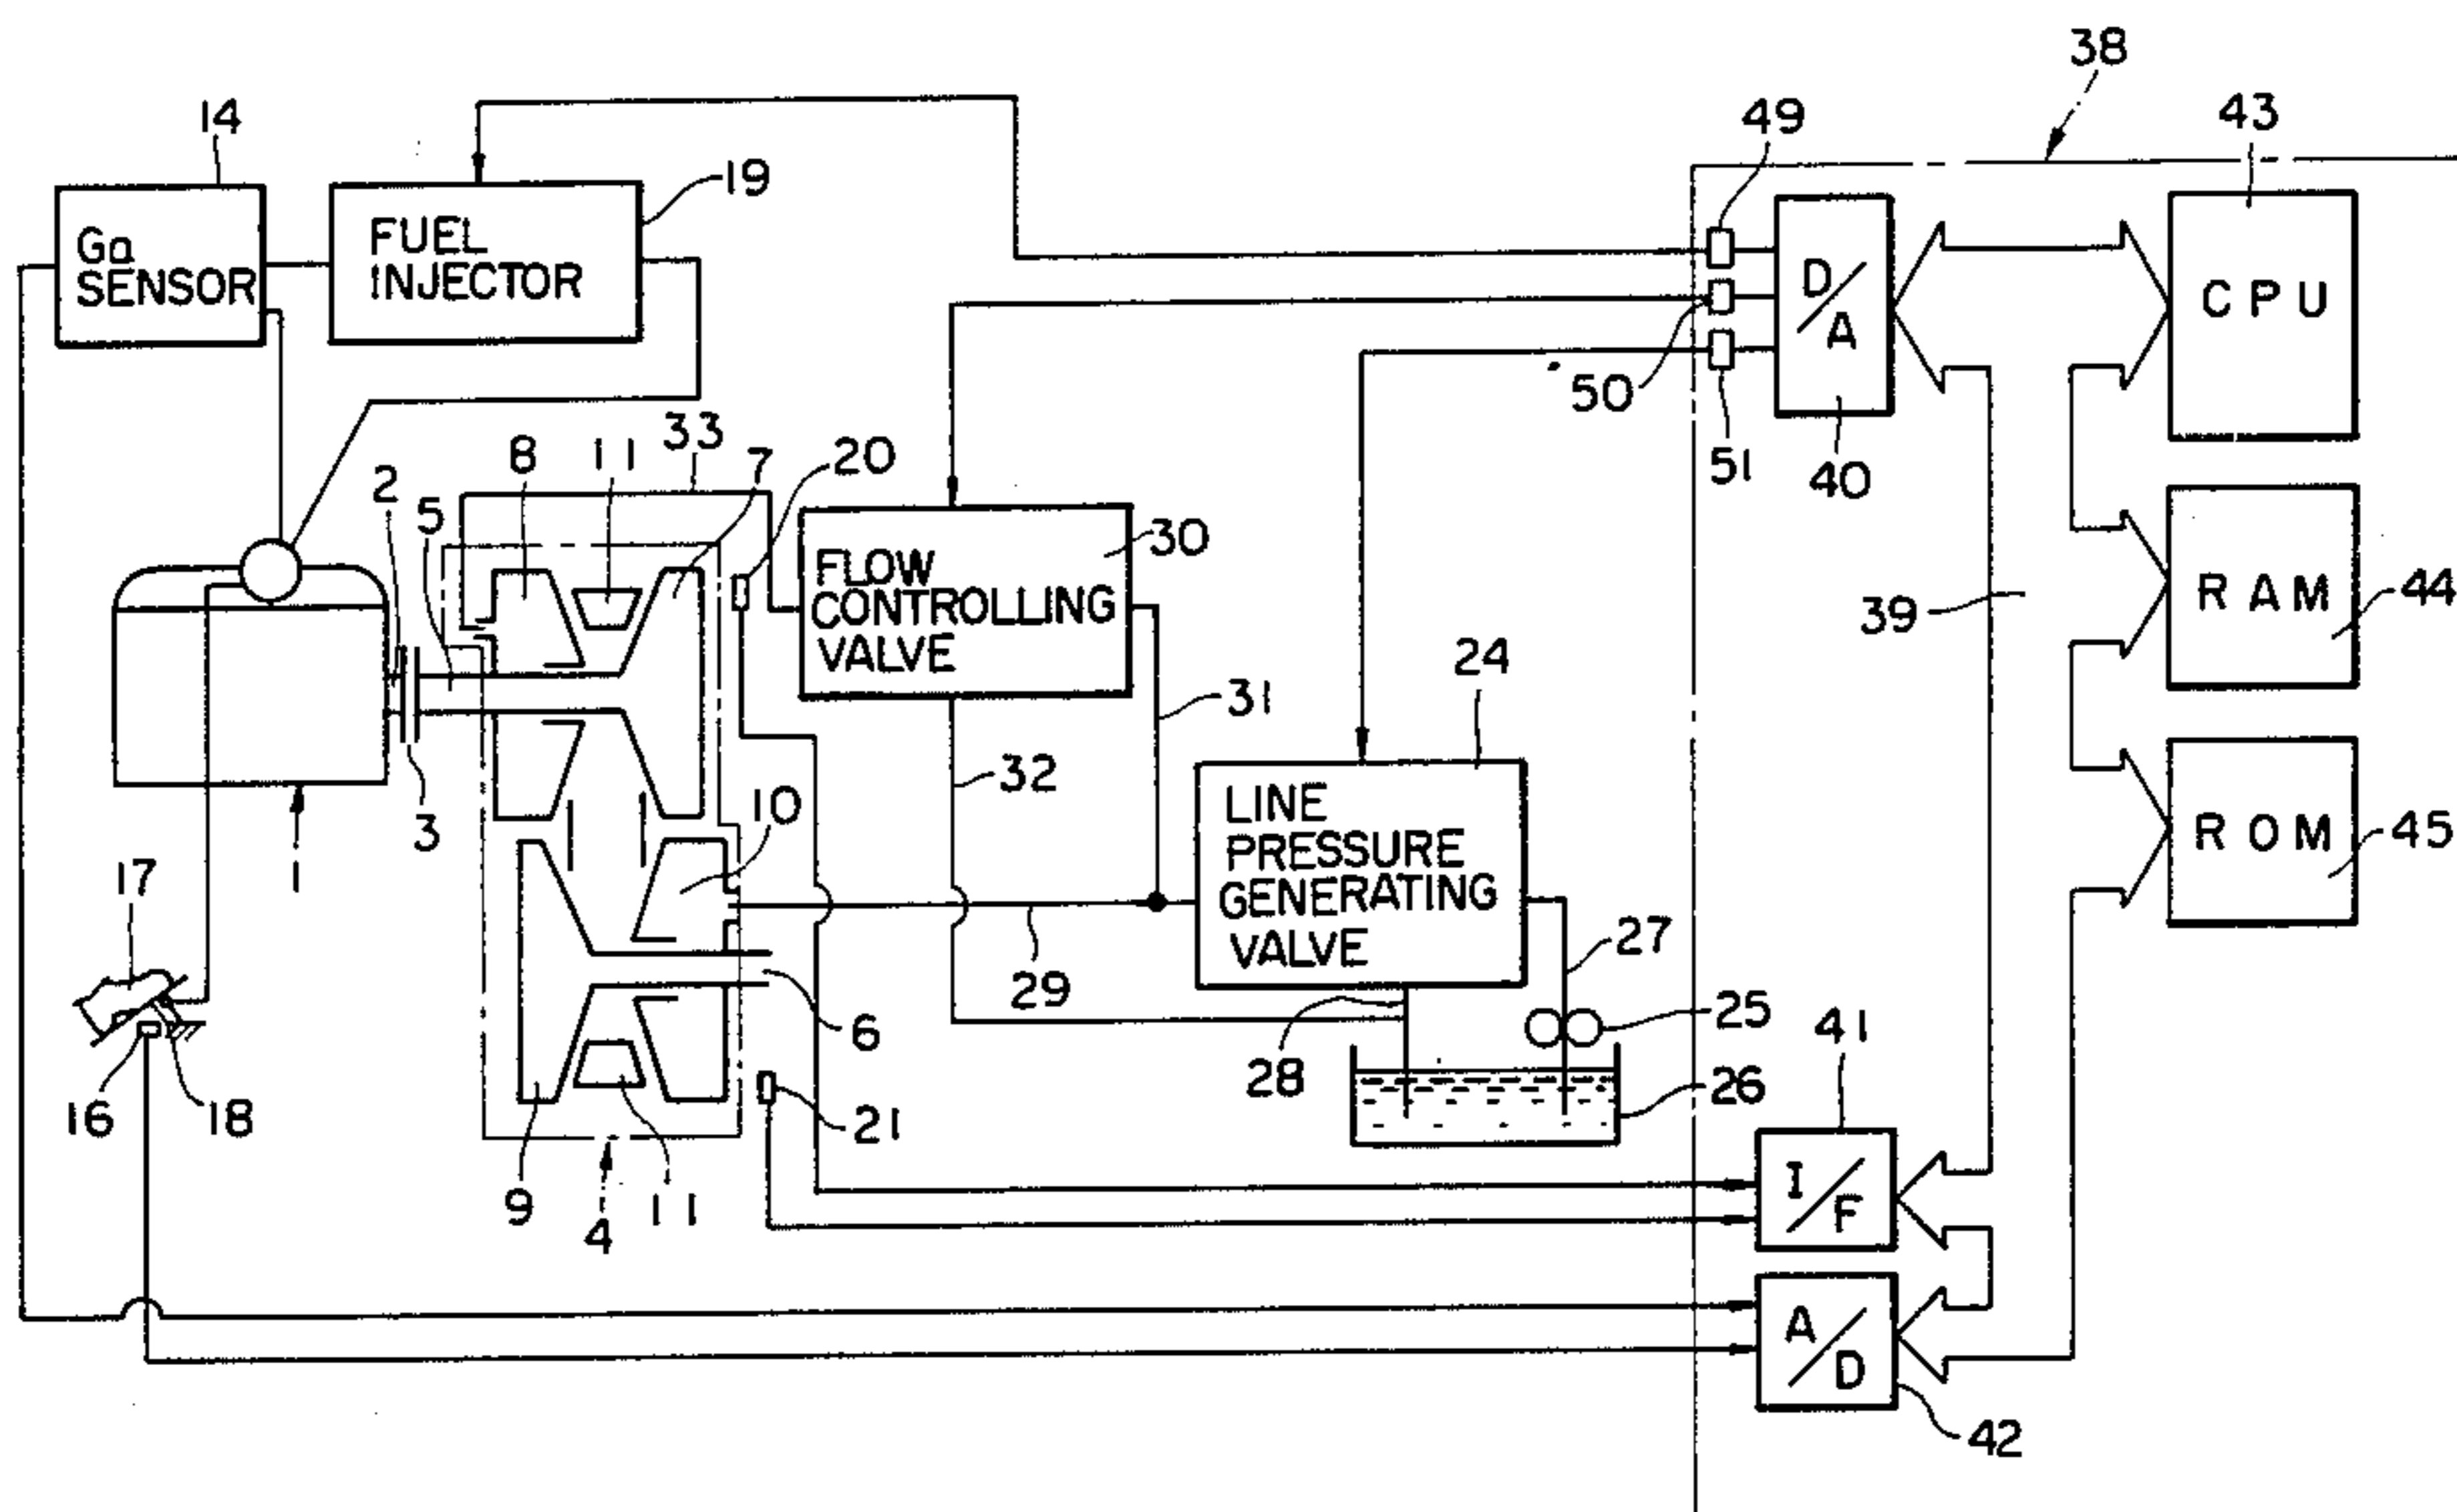 38
14
49
43
19
Ga
SENSOR
FUEL
INJECTOR
D/A
CPU
50
51
40
33
8
11
7
20
2
5
30
FLOW
CONTROLLING
VALVE
RAM
44
39
24
31
32
10
3
1
LINE
PRESSURE
GENERATING
VALVE
ROM
45
17
27
29
6
25
28
26
41
16
18
21
9
4
11
I/F
A/D
42